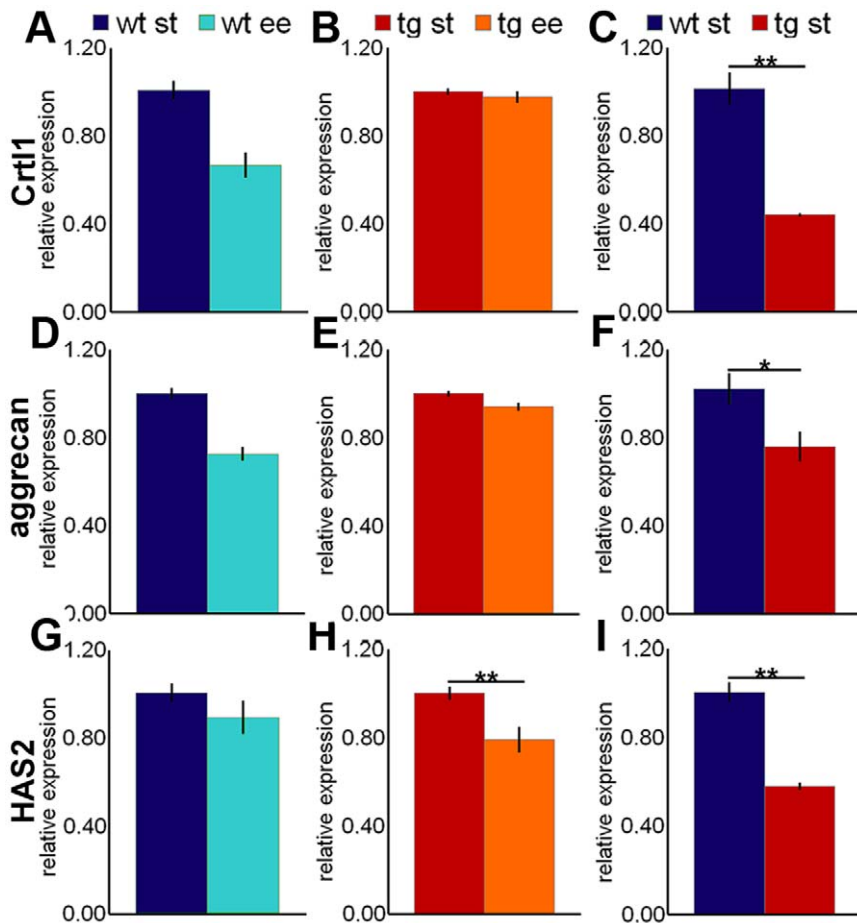 A wt st wt ee B tg st tg ee C wt st tg st
1.20 1.20 1.20
**
0.80 0.80 0.80
0.40 0.40 0.40
0.00 0.00 0.00
Crtl1
relative expression relative expression relative expression
D E F
1.20 1.20 1.20
*
0.80 0.80 0.80
0.40 0.40 0.40
0.00 0.00 0.00
aggrecan
relative expression relative expression relative expression
G H I
1.20 1.20 1.20
** **
0.80 0.80 0.80
0.40 0.40 0.40
0.00 0.00 0.00
HAS2
relative expression relative expression relative expression